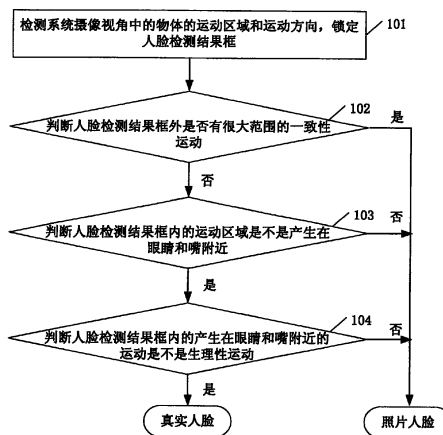 检测系统摄像视角中的物体的运动区域和运动方向，锁定
人脸检测结果框
101
102
判断人脸检测结果框外是否有很大范围的一致性
运动
是
否
103
判断人脸检测结果框内的运动区域是不是产生在
眼睛和嘴附近
否
是
104
判断人脸检测结果框内的产生在眼睛和嘴附近的
运动是不是生理性运动
否
是
真实人脸
照片人脸